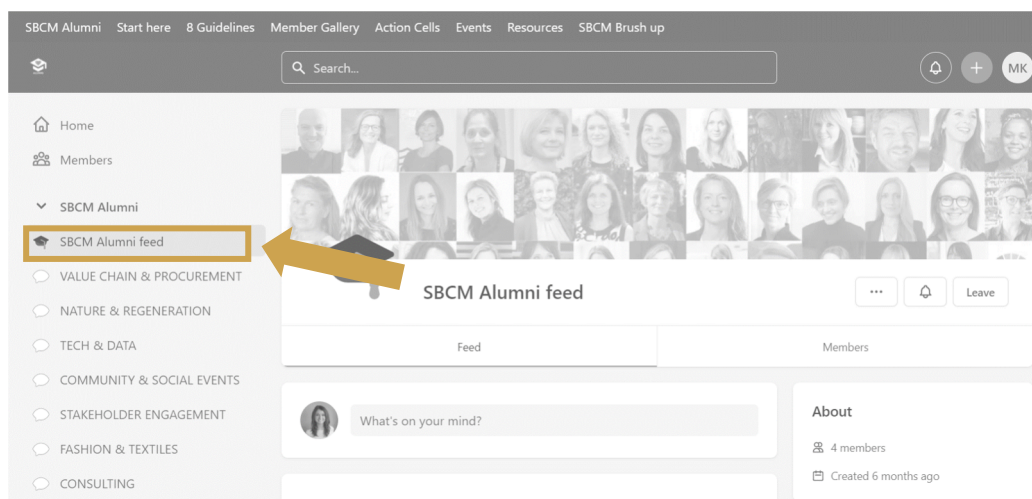 SBCM Alumni Start here 8 Guidelines Member Gallery Action Cells Events Resources SBCM Brush up
Search...
MK
Home
Members
SBCM Alumni
SBCM Alumni feed
VALUE CHAIN & PROCUREMENT
NATURE & REGENERATION
TECH & DATA
COMMUNITY & SOCIAL EVENTS
STAKEHOLDER ENGAGEMENT
FASHION & TEXTILES
CONSULTING
SBCM Alumni feed
Leave
Feed
Members
What's on your mind?
About
4 members
Created 6 months ago